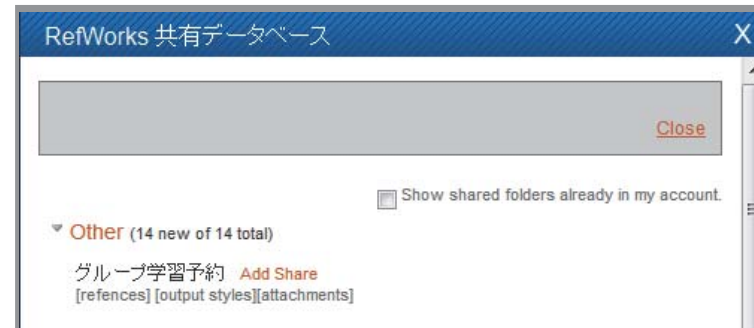 RefWorks 共有データベース X
Close
Show shared folders already in my account.
Other (14 new of 14 total)
グループ学習予約 Add Share
[refences] [output styles][attachments]